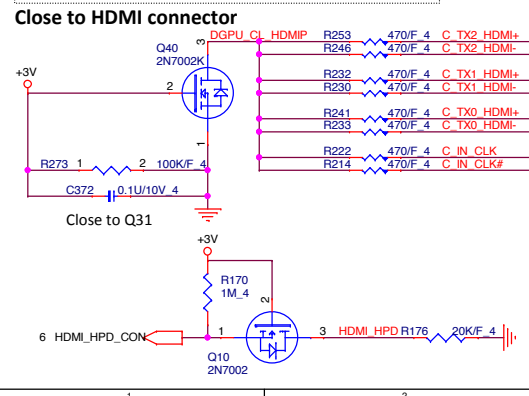 Close to HDMI connector
DGPU_CL_HDMIP
R253 470/F_4 C_TX2_HDMI+
R246 470/F_4 C_TX2_HDMI-
Q40
2N7002K
3
+3V
2
R232 470/F_4 C_TX1_HDMI+
R230 470/F_4 C_TX1_HDMI-
R241 470/F_4 C_TX0_HDMI+
R233 470/F_4 C_TX0_HDMI-
1
R222 470/F_4 C_IN_CLK
R214 470/F_4 C_IN_CLK#
R273 1 2 100K/F_4
C372 0.1U/10V_4
Close to Q31
+3V
R170
1M_4
2
6 HDMI_HPD_CON 1 3 HDMI_HPD R176 20K/F_4
Q10
2N7002